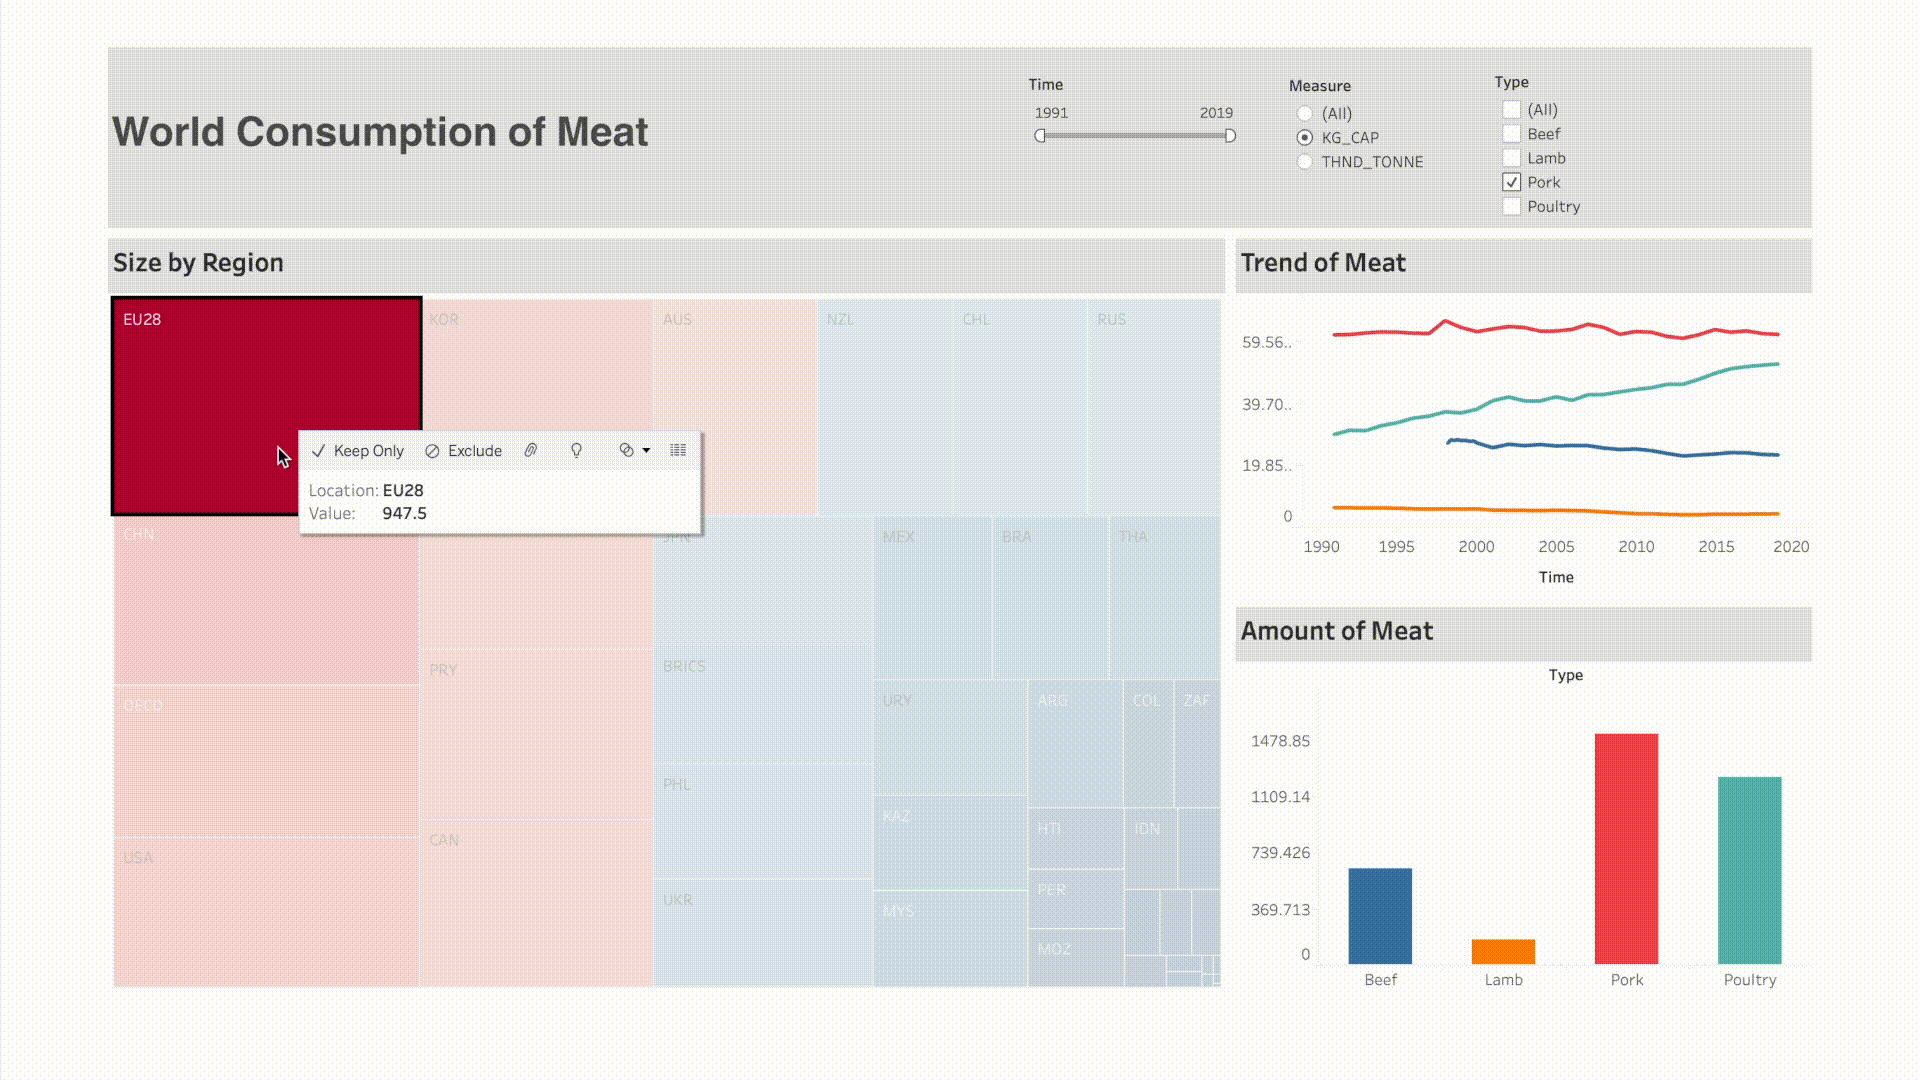 World Consumption of Meat
Time
1991 2019
Measure
(All)
KG_CAP
THND_TONNE
Type
(All)
Beef
Lamb
Pork
Poultry
Size by Region
EU28
KOR
AUS
NZL
CHL
RUS
Keep Only Exclude
Location: EU28
Value: 947.5
CHN
JPN
MEX
BRA
THA
OECD
PRY
BRICS
URY
ARG
COL
ZAF
USA
CAN
PHL
KAZ
HTI
IDN
UKR
MYS
PER
MOZ
Trend of Meat
59.56..
39.70..
19.85..
0
1990 1995 2000 2005 2010 2015 2020
Time
Amount of Meat
Type
1478.85
1109.14
739.426
369.713
0
Beef Lamb Pork Poultry